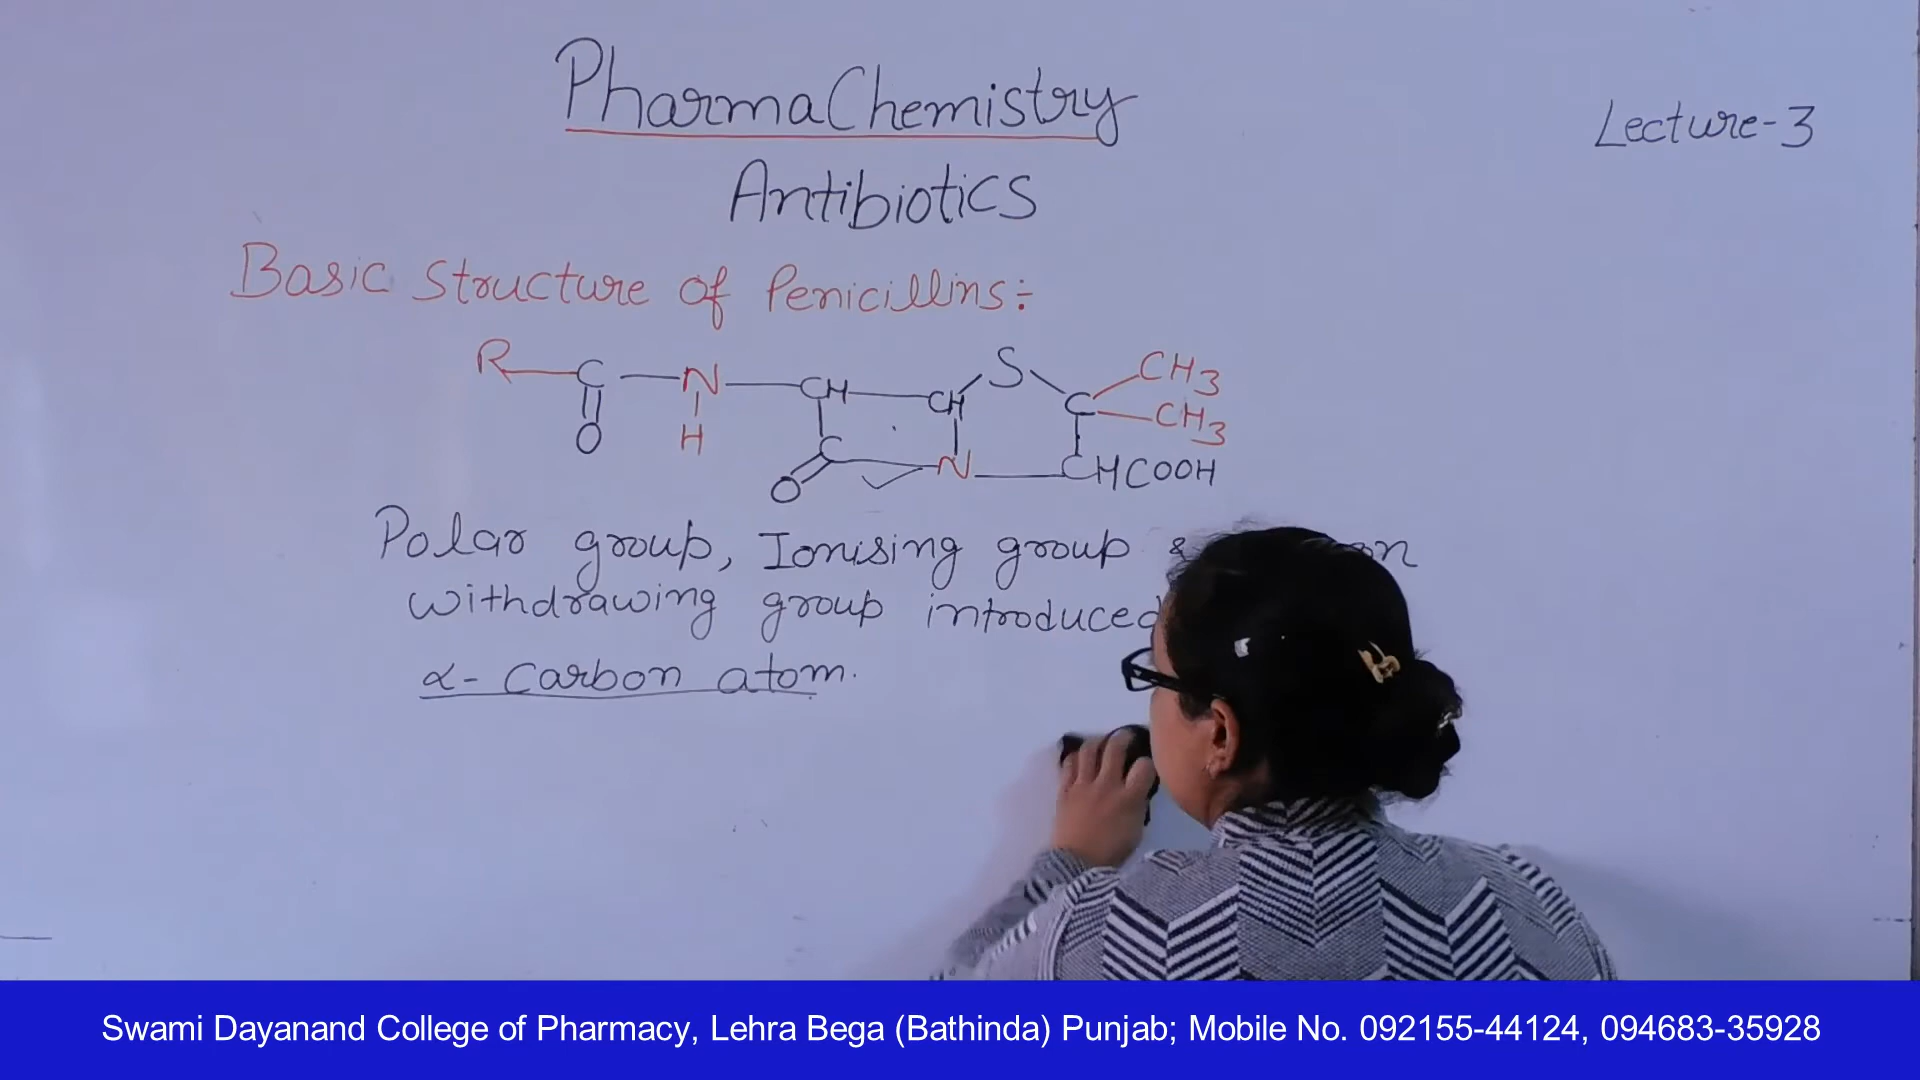 PharmaChemistry
Lecture-3
Antibiotics
Basic Structure of Penicillins:
R C N CH CH S C CH3
CH3
O H C N CHCOOH
O
Polar group, Ionising group &
withdrawing group introduced
α- carbon atom.
Swami Dayanand College of Pharmacy, Lehra Bega (Bathinda) Punjab; Mobile No. 092155-44124, 094683-35928